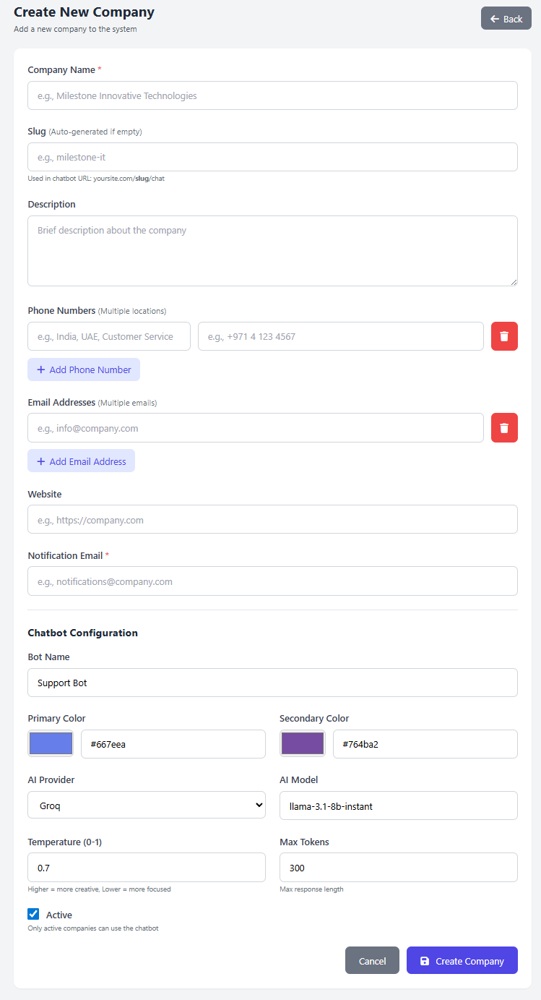 Create New Company
Add a new company to the system
Back
Company Name *
e.g., Milestone Innovative Technologies
Slug (Auto-generated if empty)
e.g., milestone-it
Used in chatbot URL: yoursite.com/slug/chat
Description
Brief description about the company
Phone Numbers (Multiple locations)
e.g., India, UAE, Customer Service
e.g., +971 4 123 4567
+ Add Phone Number
Email Addresses (Multiple emails)
e.g., info@company.com
+ Add Email Address
Website
e.g., https://company.com
Notification Email *
e.g., notifications@company.com
Chatbot Configuration
Bot Name
Support Bot
Primary Color
Secondary Color
#667eea
#764ba2
AI Provider
AI Model
Groq
llama-3.1-8b-instant
Temperature (0-1)
Max Tokens
0.7
300
Higher = more creative, Lower = more focused
Max response length
Active
Only active companies can use the chatbot
Cancel
Create Company